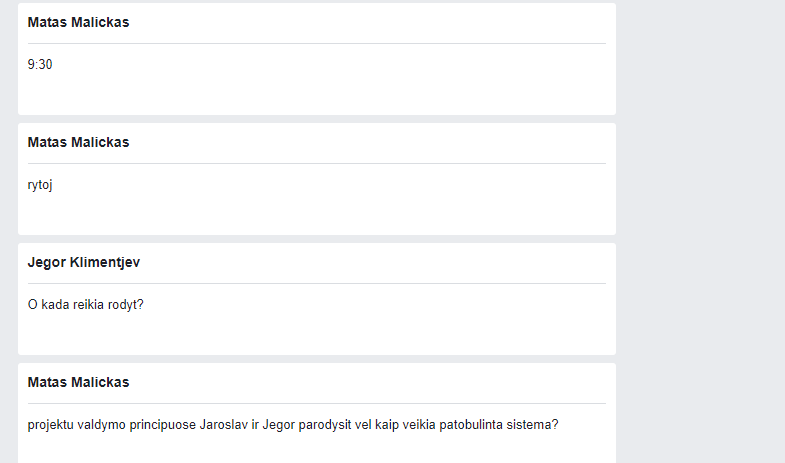 Matas Malickas
9:30
Matas Malickas
rytoj
Jegor Klimentjev
O kada reikia rodyt?
Matas Malickas
projektu valdymo principuose Jaroslav ir Jegor parodysit vel kaip veikia patobulinta sistema?